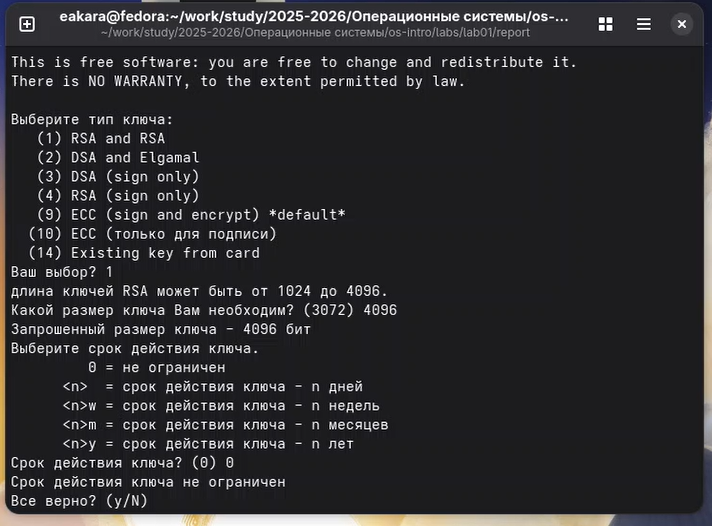 eakara@fedora:~/work/study/2025-2026/Операционные системы/os-...
~/work/study/2025-2026/Операционные системы/os-intro/labs/lab01/report
This is free software: you are free to change and redistribute it.
There is NO WARRANTY, to the extent permitted by law.
Выберите тип ключа:
(1) RSA and RSA
(2) DSA and Elgamal
(3) DSA (sign only)
(4) RSA (sign only)
(9) ECC (sign and encrypt) *default*
(10) ECC (только для подписи)
(14) Existing key from card
Ваш выбор? 1
длина ключей RSA может быть от 1024 до 4096.
Какой размер ключа Вам необходим? (3072) 4096
Запрошенный размер ключа - 4096 бит
Выберите срок действия ключа.
0 = не ограничен
<n>  = срок действия ключа - n дней
<n>w = срок действия ключа - n недель
<n>m = срок действия ключа - n месяцев
<n>y = срок действия ключа - n лет
Срок действия ключа? (0) 0
Срок действия ключа не ограничен
Все верно? (y/N)